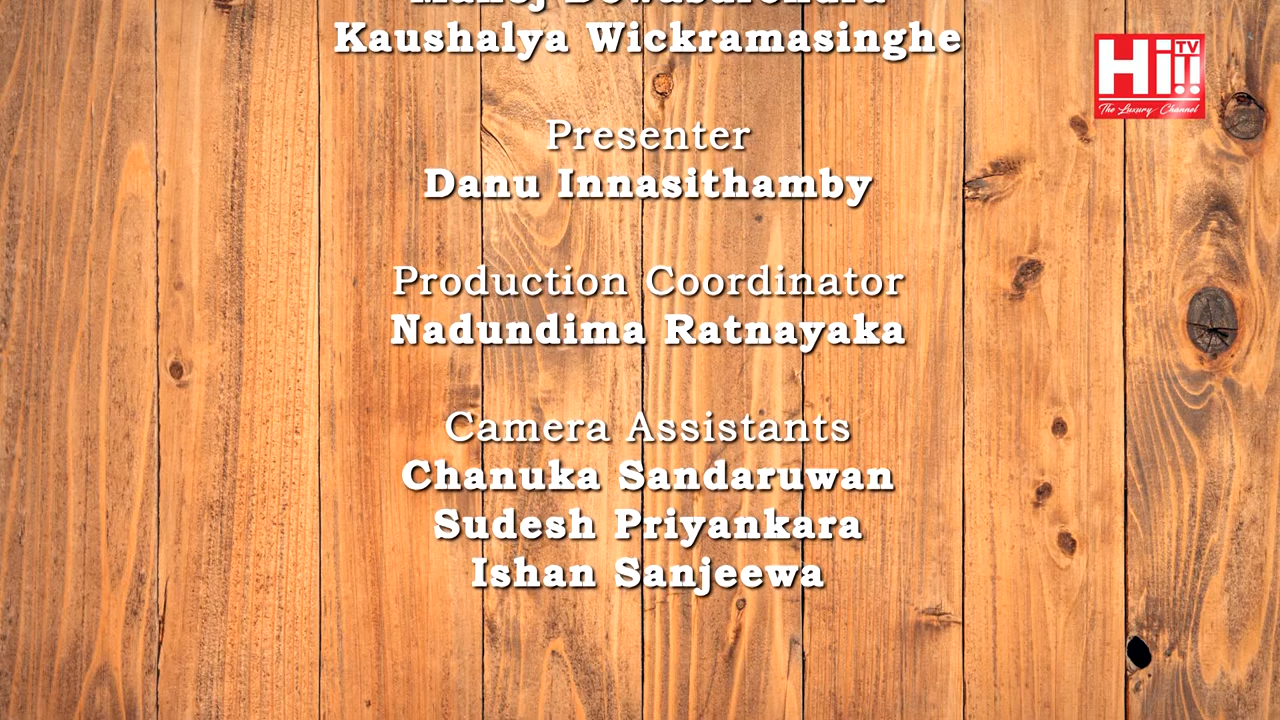 Kaushalya Wickramasinghe
Presenter
Danu Innasithamby
Production Coordinator
Nadundima Ratnayaka
Camera Assistants
Chanuka Sandaruwan
Sudesh Priyankara
Ishan Sanjeewa
Hi!! TV
The Luxury Channel